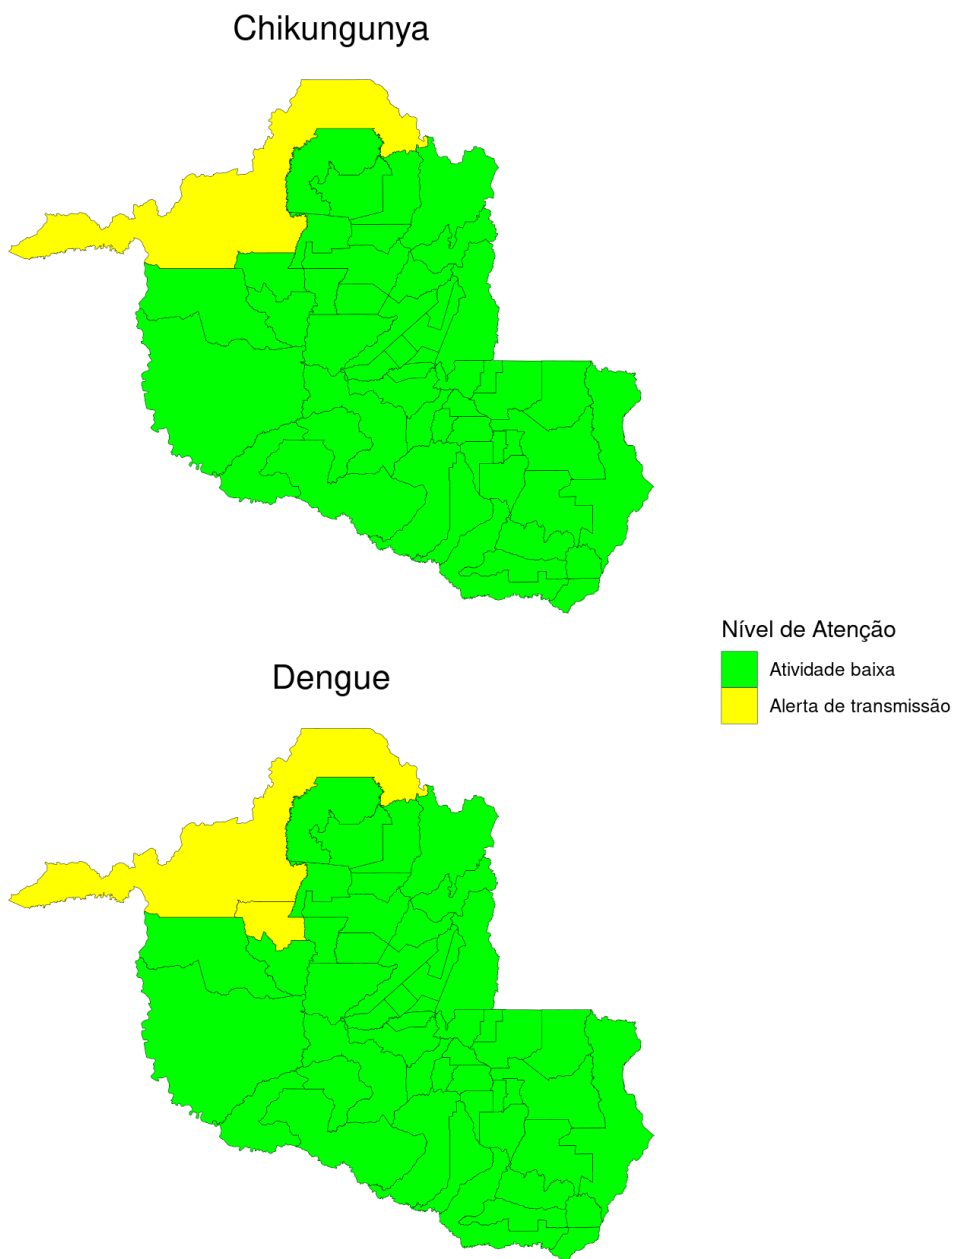 Chikungunya
Nível de Atenção
Atividade baixa
Alerta de transmissão
Dengue